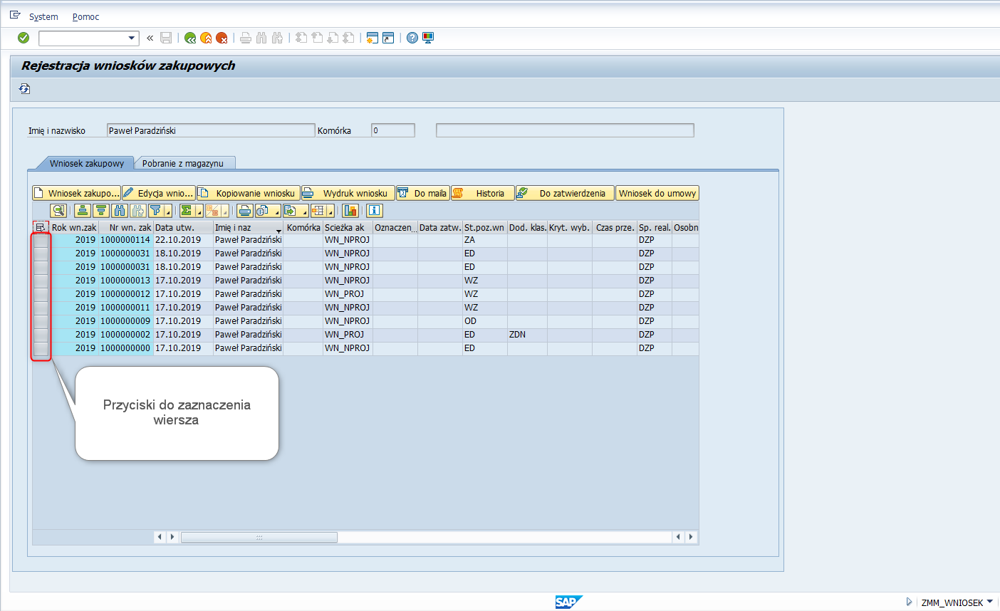 System Pomoc
«
Rejestracja wniosków zakupowych
Imię i nazwisko Paweł Paradziński Komórka 0
Wniosek zakupowy Pobranie z magazynu
Wniosek zakupo... Edycja wnio... Kopiowanie wniosku Wydruk wniosku Do maila Historia Do zatwierdzenia Wniosek do umowy
Rok wn.zak Nr wn. zak Data utw. Imię i naz Komórka Scieżka ak Oznaczen... Data zatw. St.poz.wn Dod. klas. Kryt. wyb. Czas prze. Sp. real. Osobn
2019 1000000114 22.10.2019 Paweł Paradziński WN_NPROJ ZA DZP
2019 1000000031 18.10.2019 Paweł Paradziński WN_NPROJ ED DZP
2019 1000000031 18.10.2019 Paweł Paradziński WN_NPROJ ED DZP
2019 1000000013 17.10.2019 Paweł Paradziński WN_NPROJ WZ DZP
2019 1000000012 17.10.2019 Paweł Paradziński WN_PROJ WZ DZP
2019 1000000011 17.10.2019 Paweł Paradziński WN_NPROJ WZ DZP
2019 1000000009 17.10.2019 Paweł Paradziński WN_NPROJ OD DZP
2019 1000000002 17.10.2019 Paweł Paradziński WN_PROJ ED ZDN DZP
2019 1000000000 17.10.2019 Paweł Paradziński WN_NPROJ ED DZP
Przyciski do zaznaczenia
wiersza
SAP ZMM_WNIOSEK